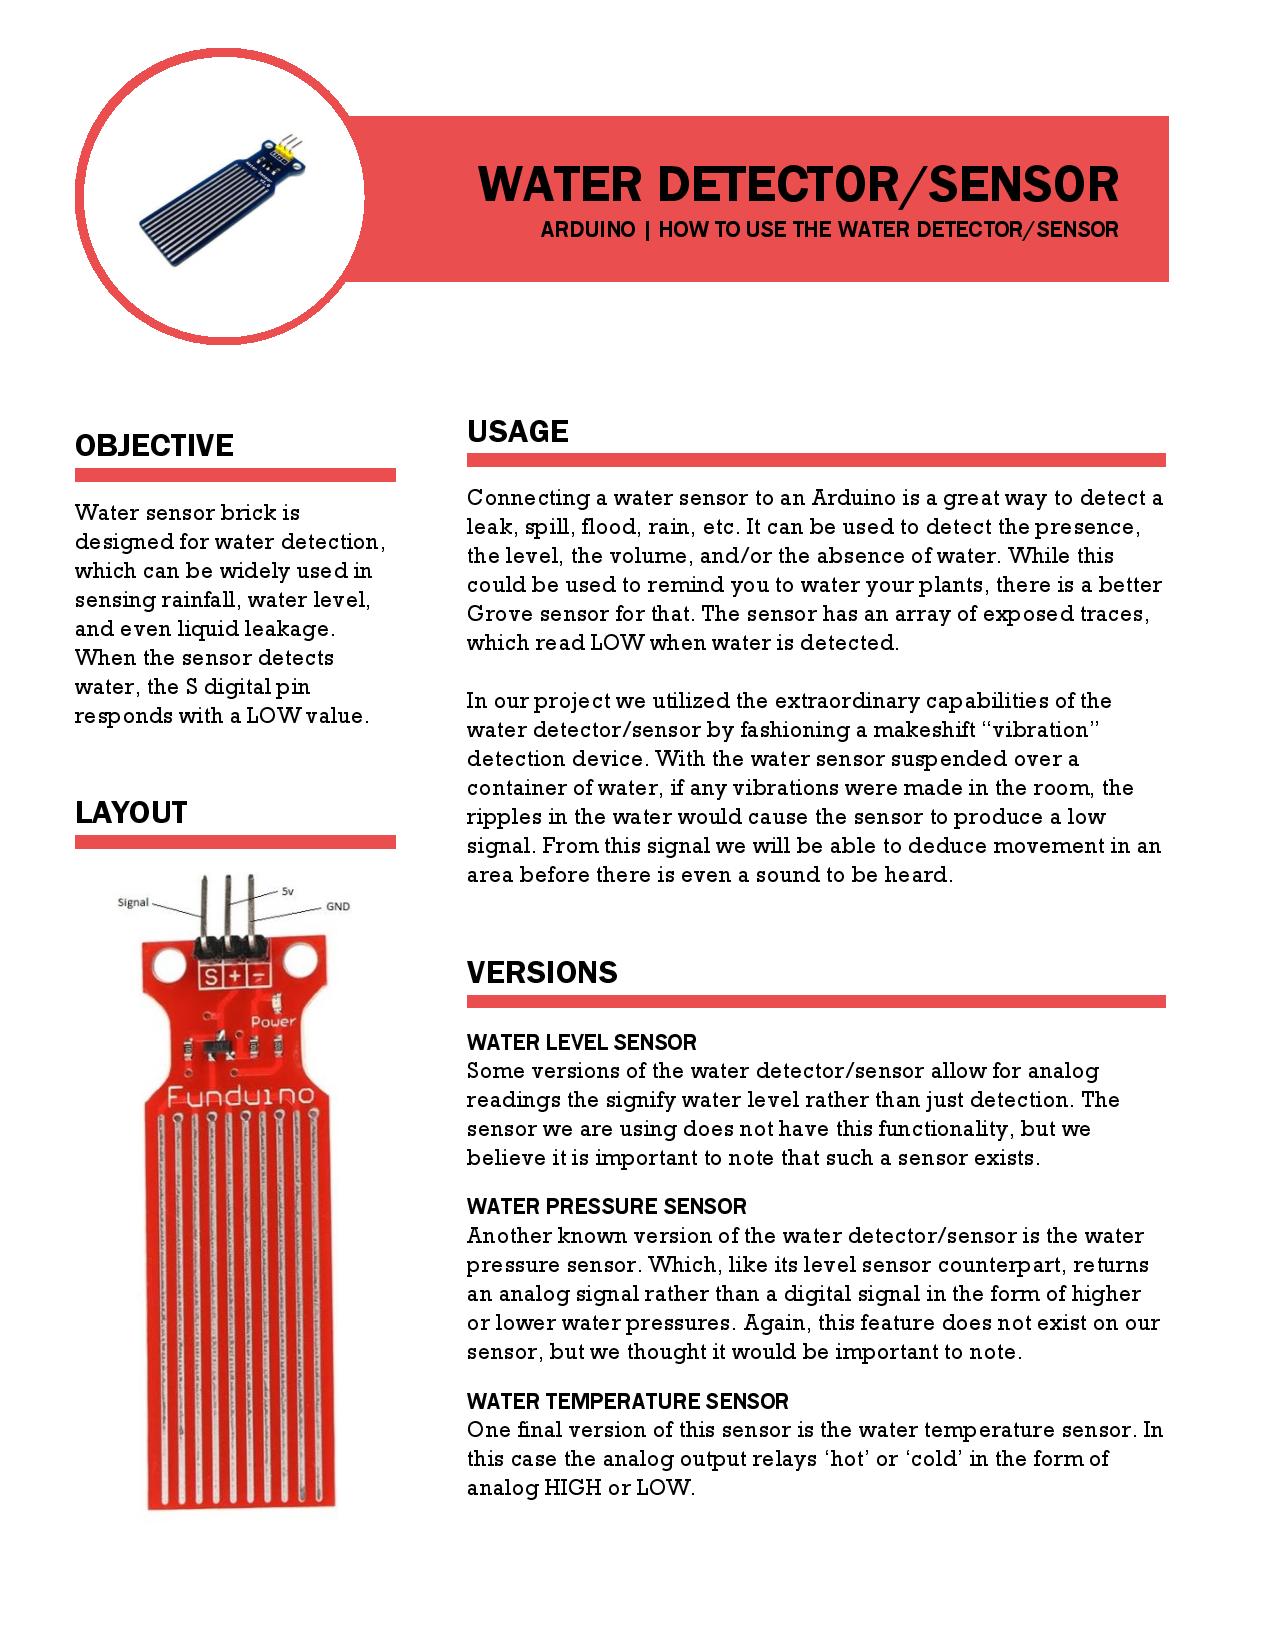 WATER DETECTOR/SENSOR
ARDUINO | HOW TO USE THE WATER DETECTOR/SENSOR
OBJECTIVE
Water sensor brick is
designed for water detection,
which can be widely used in
sensing rainfall, water level,
and even liquid leakage.
When the sensor detects
water, the S digital pin
responds with a LOW value.
LAYOUT
Signal
5v
GND
S + -
Power
Funduino
USAGE
Connecting a water sensor to an Arduino is a great way to detect a
leak, spill, flood, rain, etc. It can be used to detect the presence,
the level, the volume, and/or the absence of water. While this
could be used to remind you to water your plants, there is a better
Grove sensor for that. The sensor has an array of exposed traces,
which read LOW when water is detected.
In our project we utilized the extraordinary capabilities of the
water detector/sensor by fashioning a makeshift “vibration”
detection device. With the water sensor suspended over a
container of water, if any vibrations were made in the room, the
ripples in the water would cause the sensor to produce a low
signal. From this signal we will be able to deduce movement in an
area before there is even a sound to be heard.
VERSIONS
WATER LEVEL SENSOR
Some versions of the water detector/sensor allow for analog
readings the signify water level rather than just detection. The
sensor we are using does not have this functionality, but we
believe it is important to note that such a sensor exists.
WATER PRESSURE SENSOR
Another known version of the water detector/sensor is the water
pressure sensor. Which, like its level sensor counterpart, returns
an analog signal rather than a digital signal in the form of higher
or lower water pressures. Again, this feature does not exist on our
sensor, but we thought it would be important to note.
WATER TEMPERATURE SENSOR
One final version of this sensor is the water temperature sensor. In
this case the analog output relays ‘hot’ or ‘cold’ in the form of
analog HIGH or LOW.